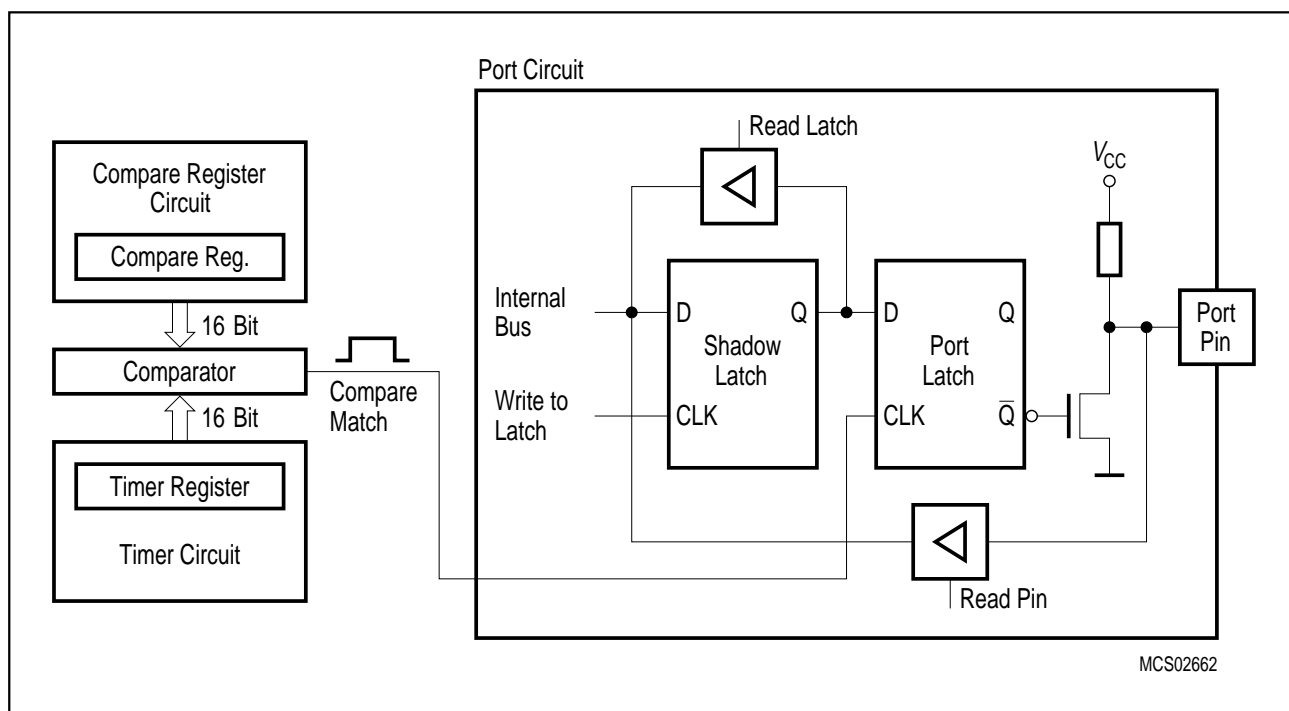 Port Circuit
Compare Register
Circuit
Compare Reg.
16 Bit
Comparator
16 Bit
Timer Register
Timer Circuit
Compare
Match
Read Latch
Internal
Bus
D
Q
Shadow
Latch
Write to
Latch
CLK
D
Q
Port
Latch
CLK
Q̅
Read Pin
VCC
Port
Pin
MCS02662